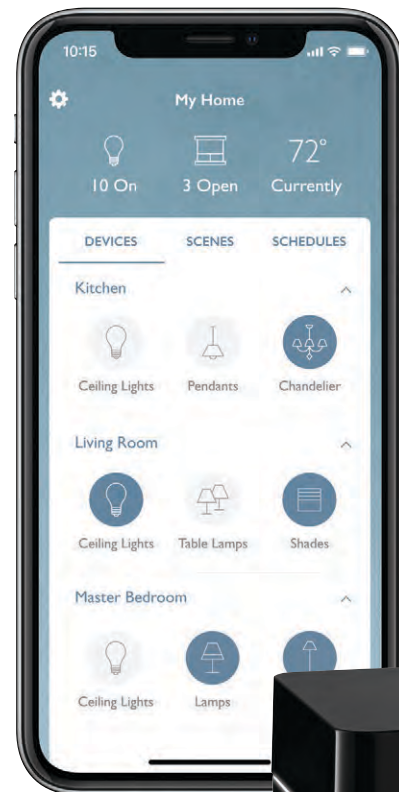 10:15
My Home
72°
10 On 3 Open Currently
DEVICES SCENES SCHEDULES
Kitchen
Ceiling Lights Pendants Chandelier
Living Room
Ceiling Lights Table Lamps Shades
Master Bedroom
Ceiling Lights Lamps